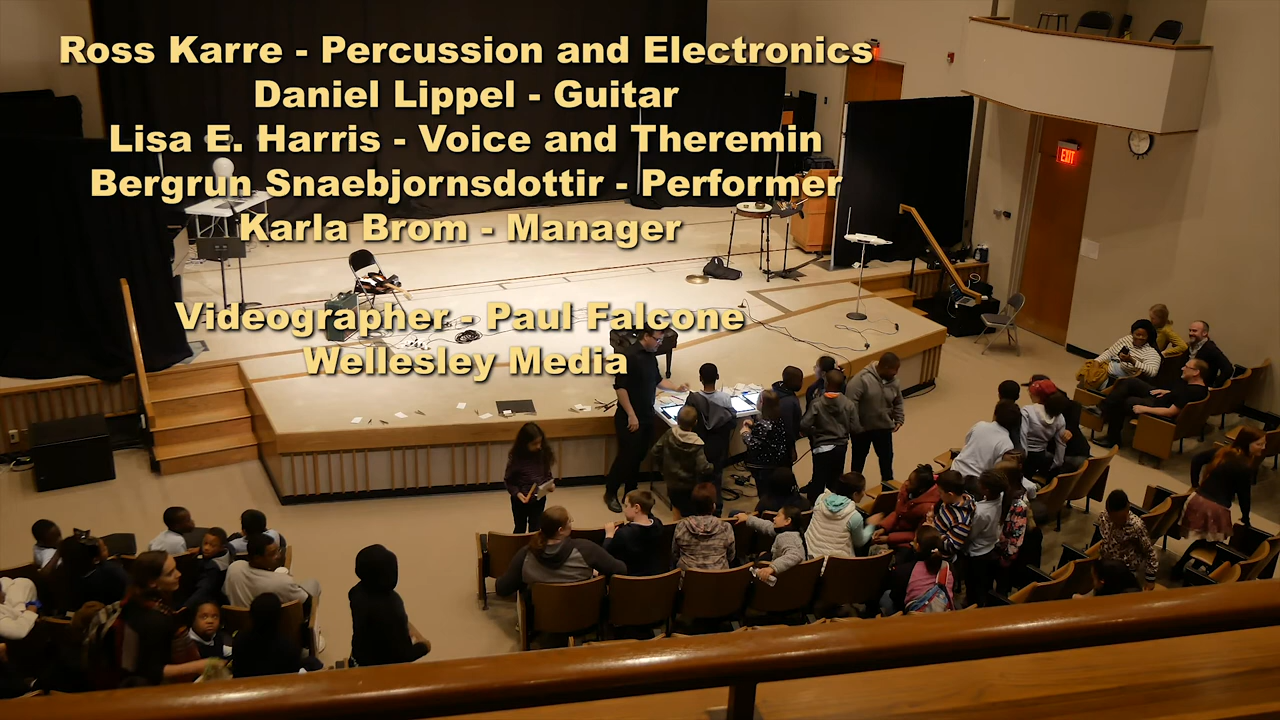 Ross Karre - Percussion and Electronics
Daniel Lippel - Guitar
Lisa E. Harris - Voice and Theremin
Bergrun Snaebjornsdottir - Performer
Karla Brom - Manager
Videographer - Paul Falcone
Wellesley Media
EXIT